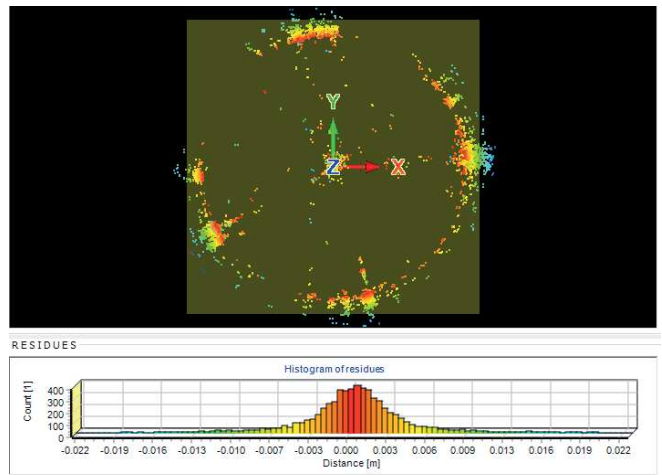 Y
Z X
RESIDUES
Histogram of residues
Count [1]
400
300
200
100
0
-0.022 -0.019 -0.016 -0.013 -0.010 -0.007 -0.003 0.000 0.003 0.006 0.009 0.013 0.016 0.019 0.022
Distance [m]